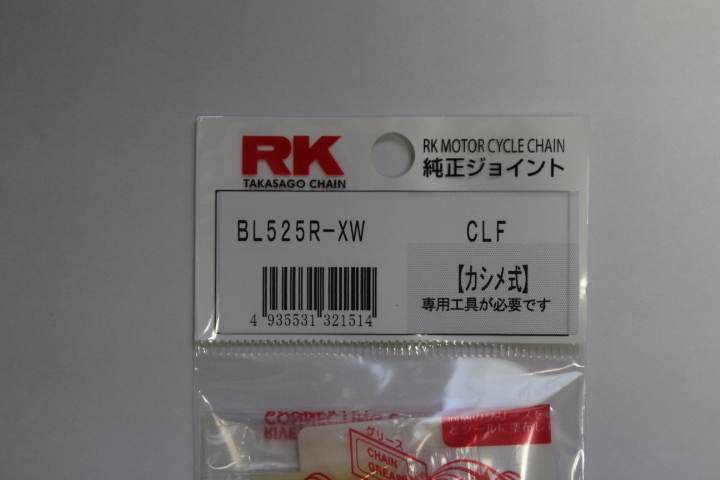 RK
TAKASAGO CHAIN
RK MOTOR CYCLE CHAIN
純正ジョイント
BL525R-XW
CLF
【カシメ式】
専用工具が必要です
4 935531 321514
グリース
CHAIN